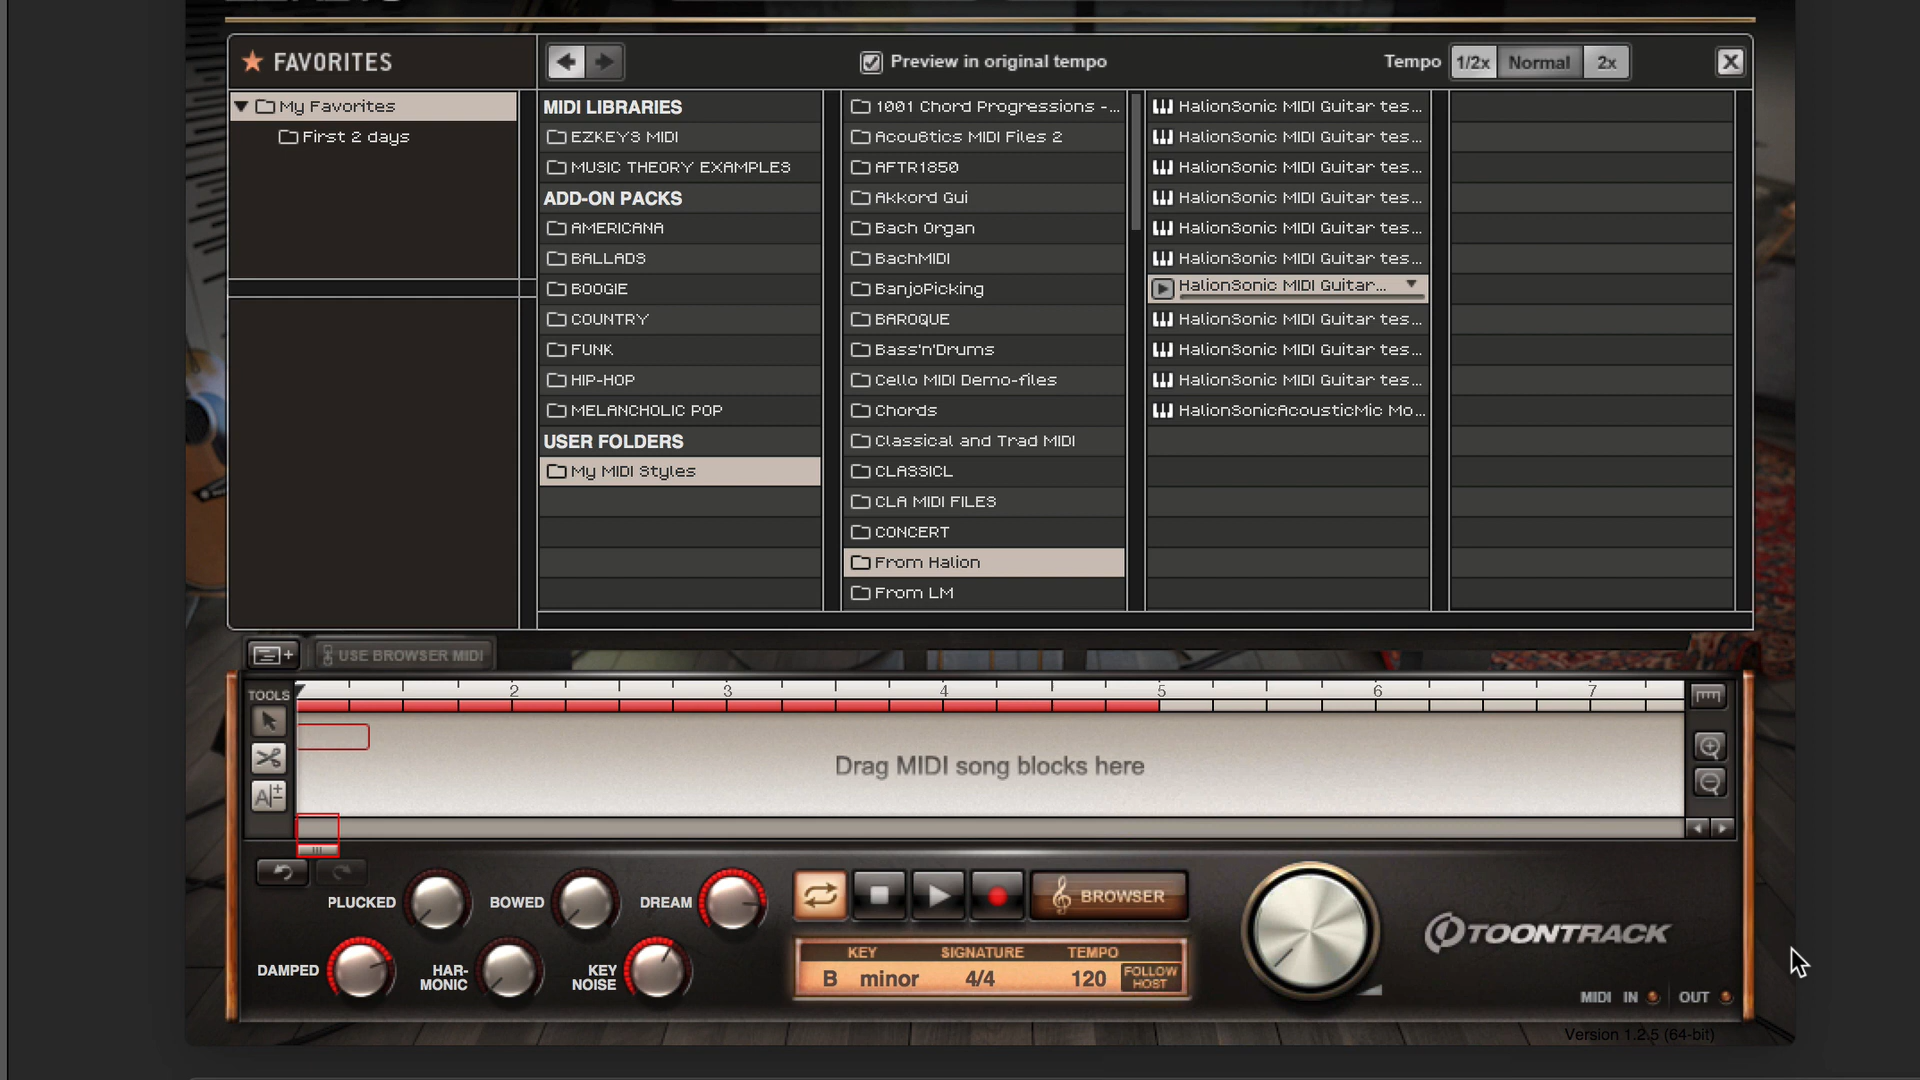 FAVORITES
Preview in original tempo
Tempo
1/2x
Normal
2x
X
My Favorites
First 2 days
MIDI LIBRARIES
EZKEYS MIDI
MUSIC THEORY EXAMPLES
ADD-ON PACKS
AMERICANA
BALLADS
BOOGIE
COUNTRY
FUNK
HIP-HOP
MELANCHOLIC POP
USER FOLDERS
My MIDI Styles
1001 Chord Progressions -...
Acou6tics MIDI Files 2
AFTR1850
Akkord Gui
Bach Organ
BachMIDI
BanjoPicking
BAROQUE
Bass'n'Drums
Cello MIDI Demo-files
Chords
Classical and Trad MIDI
CLASSICL
CLA MIDI FILES
CONCERT
From Halion
From LM
HalionSonic MIDI Guitar tes...
HalionSonic MIDI Guitar tes...
HalionSonic MIDI Guitar tes...
HalionSonic MIDI Guitar tes...
HalionSonic MIDI Guitar tes...
HalionSonic MIDI Guitar tes...
HalionSonic MIDI Guitar...
HalionSonic MIDI Guitar tes...
HalionSonic MIDI Guitar tes...
HalionSonic MIDI Guitar tes...
HalionSonicAcousticMic Mo...
USE BROWSER MIDI
TOOLS
2 3 4 5 6 7
Drag MIDI song blocks here
PLUCKED
BOWED
DREAM
DAMPED
HAR-
MONIC
KEY
NOISE
BROWSER
KEY SIGNATURE TEMPO
B minor 4/4 120
FOLLOW
HOST
TOONTRACK
MIDI IN OUT
Version 1.2.5 (64-bit)